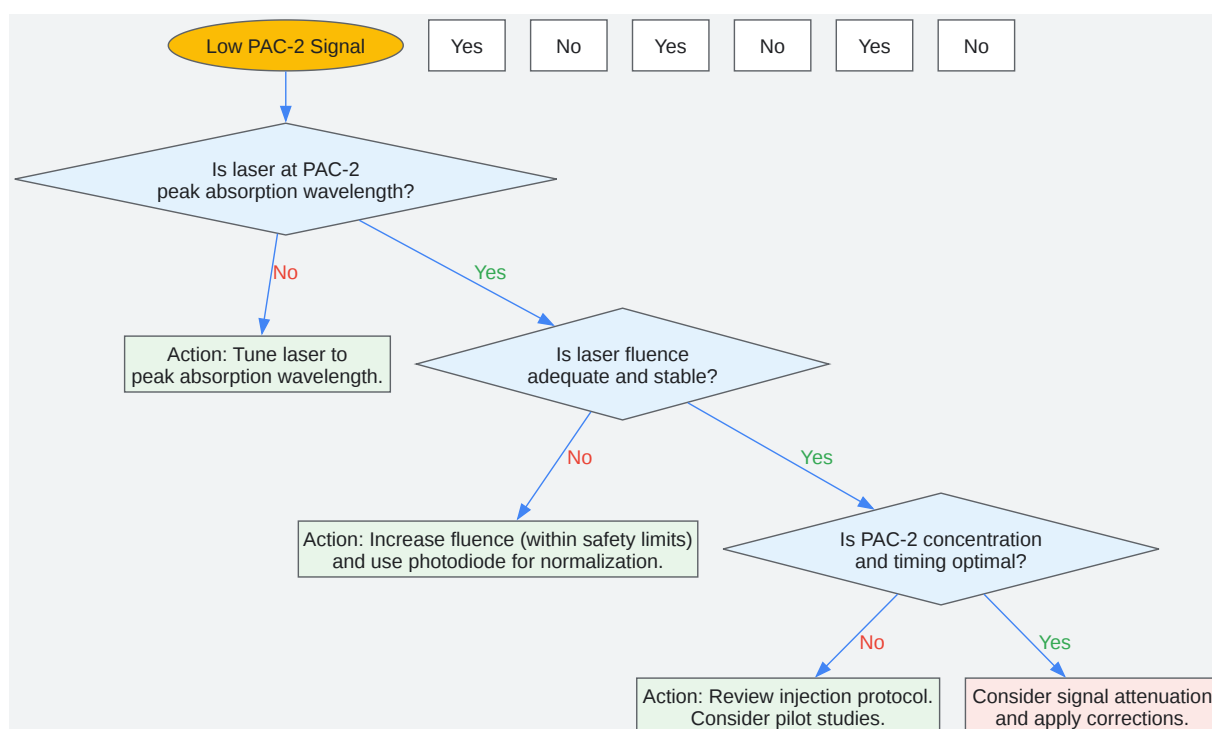 Low PAC-2 Signal
Yes
No
Yes
No
Yes
No
Is laser at PAC-2
peak absorption wavelength?
No
Yes
Action: Tune laser to
peak absorption wavelength.
Is laser fluence
adequate and stable?
No
Yes
Action: Increase fluence (within safety limits)
and use photodiode for normalization.
Is PAC-2 concentration
and timing optimal?
No
Yes
Action: Review injection protocol.
Consider pilot studies.
Consider signal attenuation
and apply corrections.